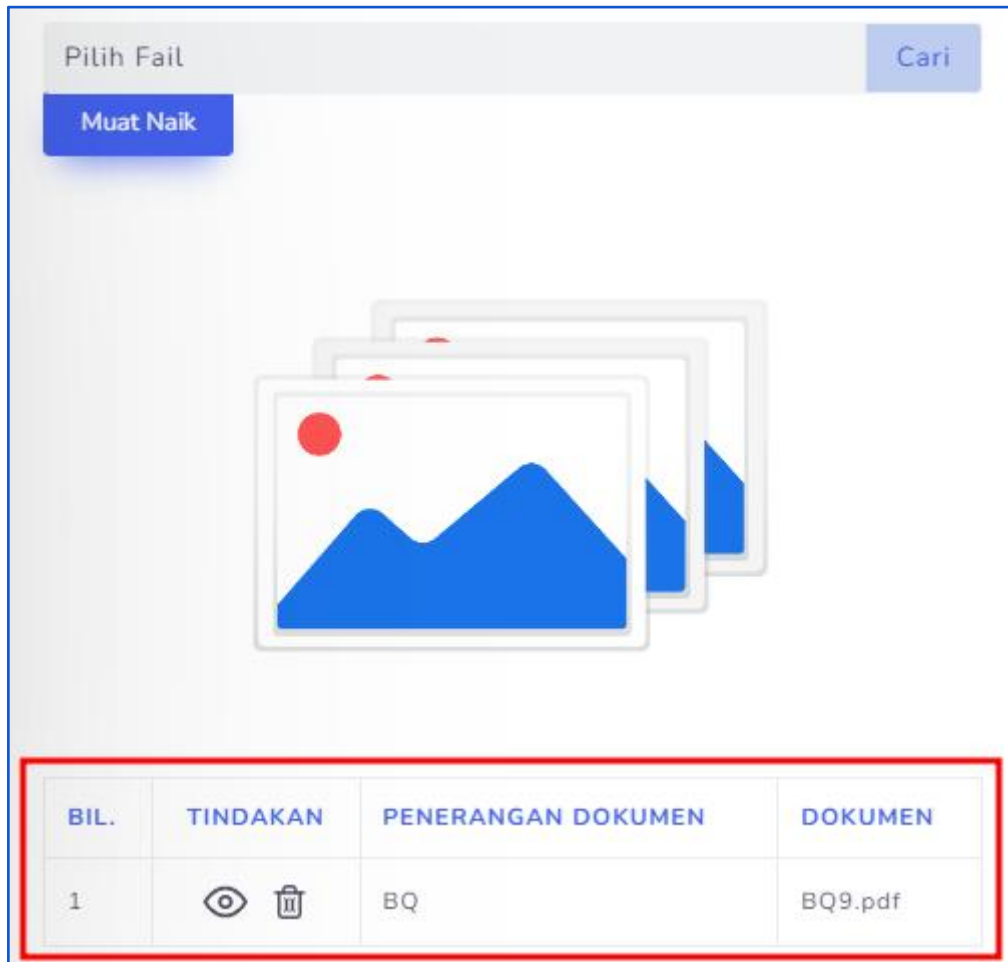 Pilih Fail Cari
Muat Naik
BIL. TINDAKAN PENERANGAN DOKUMEN DOKUMEN
1 BQ BQ9.pdf